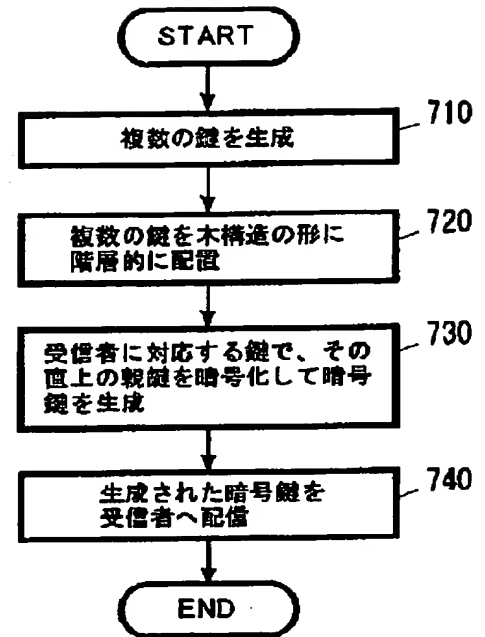 START
複数の鍵を生成
710
複数の鍵を木構造の形に
階層的に配置
720
受信者に対応する鍵で、その
直上の親鍵を暗号化して暗号
鍵を生成
730
生成された暗号鍵を
受信者へ配信
740
END